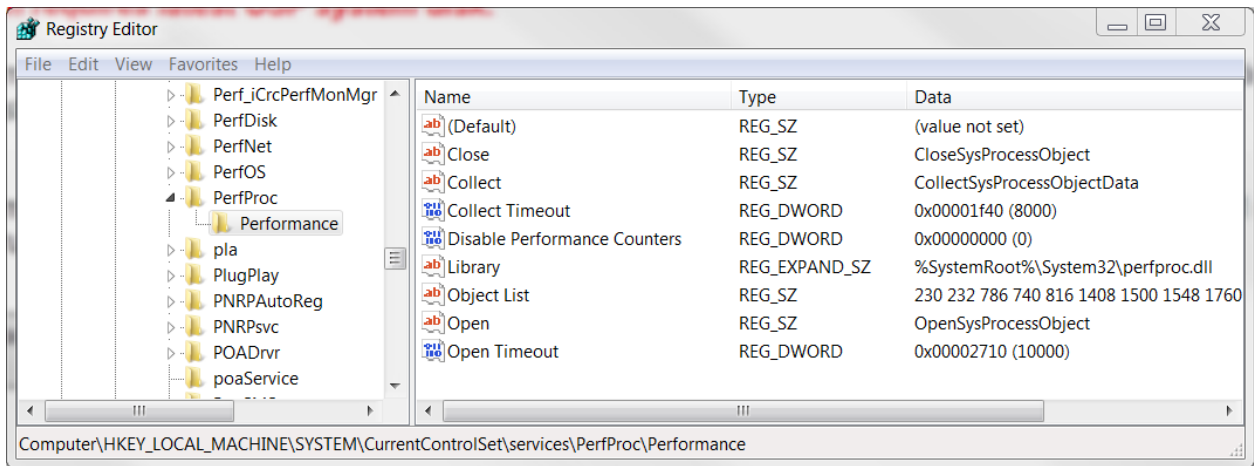 Registry Editor
File Edit View Favorites Help
Perf_iCrcPerfMonMgr
PerfDisk
PerfNet
PerfOS
PerfProc
Performance
pla
PlugPlay
PNRPAutoReg
PNRPsvc
POADrvr
poaService
Name Type Data
(Default) REG_SZ (value not set)
Close REG_SZ CloseSysProcessObject
Collect REG_SZ CollectSysProcessObjectData
Collect Timeout REG_DWORD 0x00001f40 (8000)
Disable Performance Counters REG_DWORD 0x00000000 (0)
Library REG_EXPAND_SZ %SystemRoot%\System32\perfproc.dll
Object List REG_SZ 230 232 786 740 816 1408 1500 1548 1760
Open REG_SZ OpenSysProcessObject
Open Timeout REG_DWORD 0x00002710 (10000)
Computer\HKEY_LOCAL_MACHINE\SYSTEM\CurrentControlSet\services\PerfProc\Performance